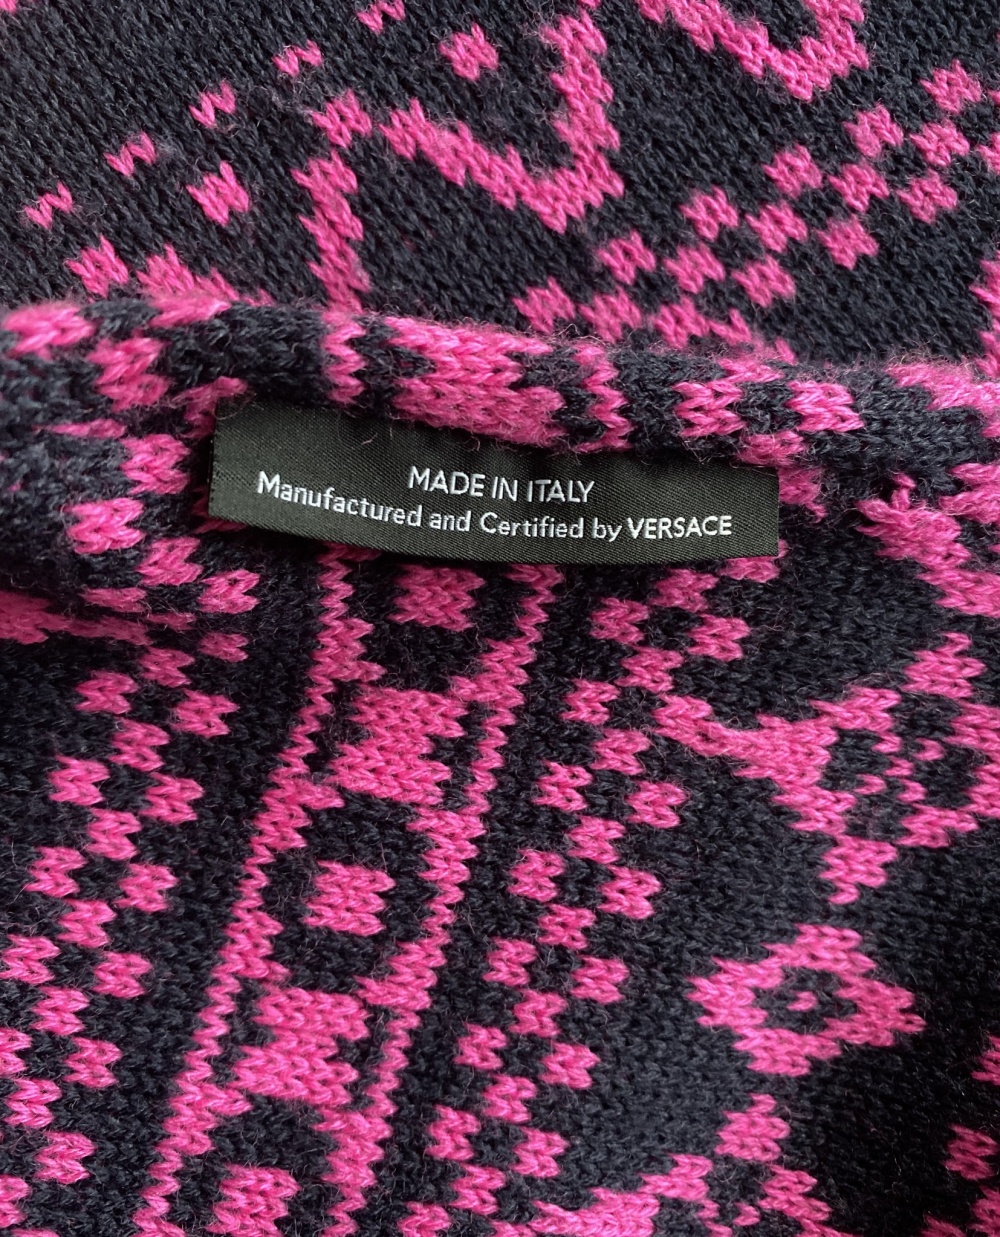 MADE IN ITALY
Manufactured and Certified by VERSACE